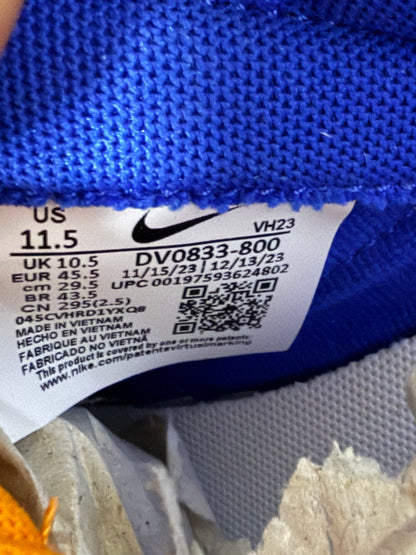 US
11.5
VH23
UK 10.5
DV0833-800
EUR 45.5
11/15/23 | 12/13/23
cm 29.5
UPC 00197593624802
BR 43.5
CN 295(2.5)
045CVHRD1YXQ8
MADE IN VIETNAM
HECHO EN VIETNAM
FABRIQUE AU VIETNAM
FABRICADO NO VIETNÃ
This product is covered by one or more patents:
www.nike.com/patentsvirtualmarking